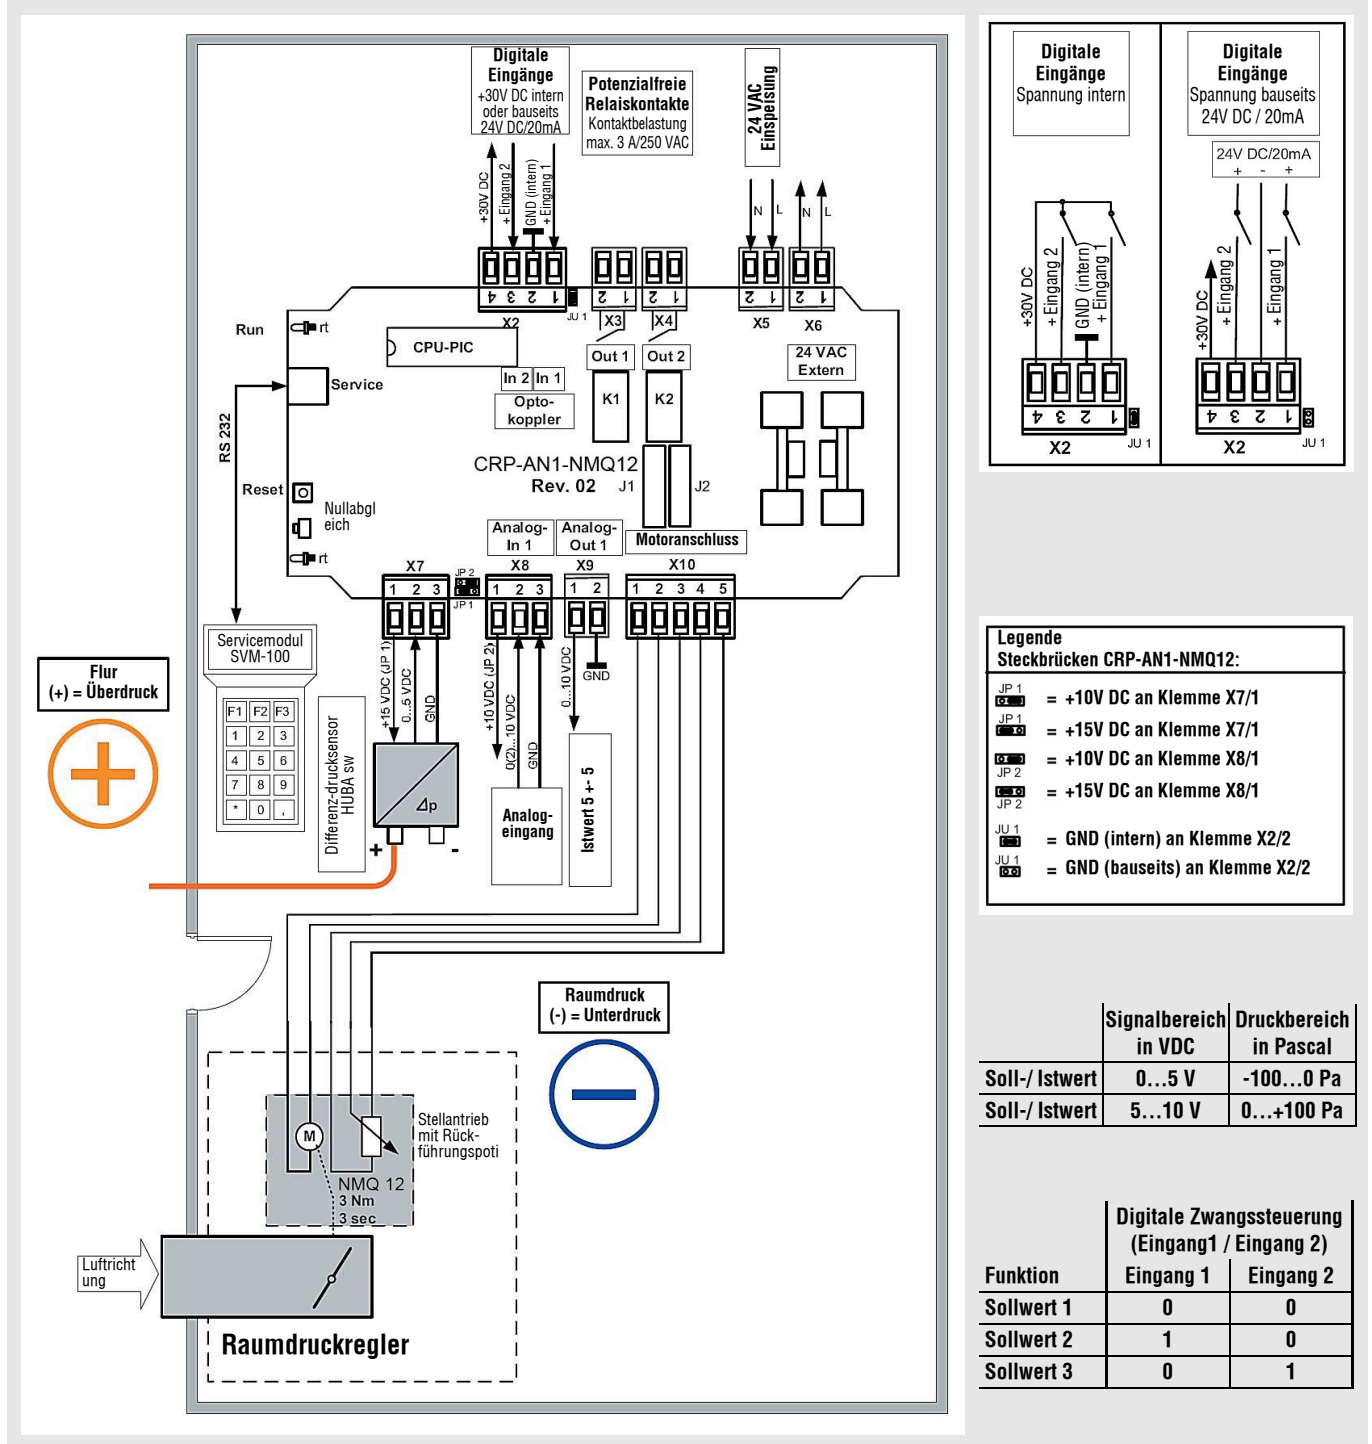 Digitale
Eingänge
+30V DC intern
oder bauseits
24V DC/20mA
Potenzialfreie
Relaiskontakte
Kontaktbelastung
max. 3 A/250 VAC
24 VAC
Einspeisung
+30V DC
+ Eingang 2
GND (intern)
+ Eingang 1
N
L
N
L
4 3 2 1
JU 1
2 1
2 1
2 1
2 1
X2
X3
X4
X5
X6
Run
rt
CPU-PIC
Out 1
Out 2
24 VAC
Extern
Service
In 2
In 1
Opto-
koppler
K1
K2
RS 232
CRP-AN1-NMQ12
Rev. 02
J1
J2
Reset
Nullabgl
eich
rt
Analog-
In 1
Analog-
Out 1
Motoranschluss
X7
JP 2
JP 1
X8
X9
X10
1 2 3
1 2 3
1 2
1 2 3 4 5
+15 VDC (JP 1)
0...5 VDC
GND
+10 VDC (JP 2)
0(2)...10 VDC
GND
0...10 VDC
GND
Servicemodul
SVM-100
F1 F2 F3
1 2 3
4 5 6
7 8 9
* 0 ,
Flur
(+) = Überdruck
Differenz-drucksensor
HUBA sw
Δp
+
-
Analog-
eingang
Istwert 5 +- 5
Raumdruck
(-) = Unterdruck
M
Stellantrieb
mit Rück-
führungspoti
NMQ 12
3 Nm
3 sec
Luftricht
ung
Raumdruckregler
Digitale
Eingänge
Spannung intern
+30V DC
+ Eingang 2
GND (intern)
+ Eingang 1
4 3 2 1
X2
JU 1
Digitale
Eingänge
Spannung bauseits
24V DC / 20mA
24V DC/20mA
+ - +
+30V DC
+ Eingang 2
+ Eingang 1
4 3 2 1
X2
JU 1
Legende
Steckbrücken CRP-AN1-NMQ12:
JP 1
= +10V DC an Klemme X7/1
JP 1
= +15V DC an Klemme X7/1
= +10V DC an Klemme X8/1
JP 2
= +15V DC an Klemme X8/1
JP 2
JU 1
= GND (intern) an Klemme X2/2
JU 1
= GND (bauseits) an Klemme X2/2
Signalbereich Druckbereich
in VDC in Pascal
Soll-/ Istwert 0...5 V -100...0 Pa
Soll-/ Istwert 5...10 V 0...+100 Pa
Digitale Zwangssteuerung
(Eingang1 / Eingang 2)
Funktion Eingang 1 Eingang 2
Sollwert 1 0 0
Sollwert 2 1 0
Sollwert 3 0 1